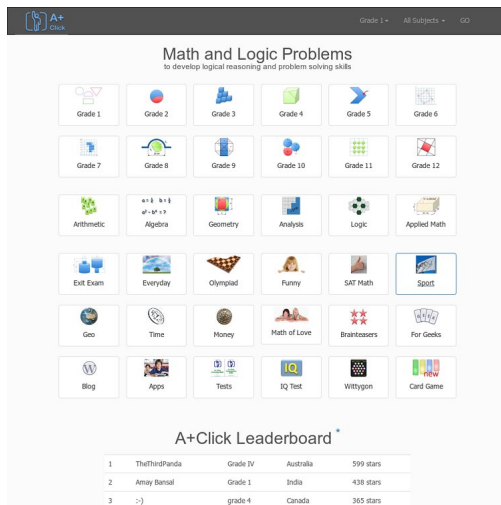 A+
Click
Grade 1
All Subjects
GO
Math and Logic Problems
to develop logical reasoning and problem solving skills
Grade 1
Grade 2
Grade 3
Grade 4
Grade 5
Grade 6
Grade 7
Grade 8
Grade 9
Grade 10
Grade 11
Grade 12
Arithmetic
Algebra
Geometry
Analysis
Logic
Applied Math
Exit Exam
Everyday
Olympiad
Funny
SAT Math
Sport
Geo
Time
Money
Math of Love
Brainteasers
For Geeks
IQ
new
Blog
Apps
Tests
IQ Test
Wittygon
Card Game
A+Click Leaderboard *
1 TheThirdPanda Grade IV Australia 599 stars
2 Amay Bansal Grade 1 India 438 stars
3 :-) grade 4 Canada 365 stars